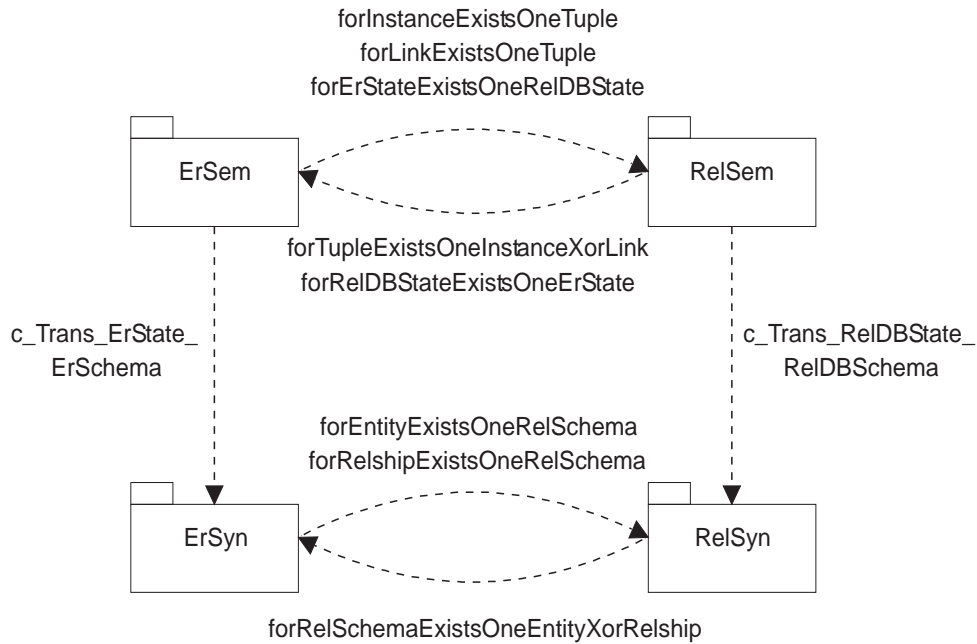 forInstanceExistsOneTuple
forLinkExistsOneTuple
forErStateExistsOneRelDBState
ErSem
RelSem
forTupleExistsOneInstanceXorLink
forRelDBStateExistsOneErState
c_Trans_ErState_
ErSchema
c_Trans_RelDBState_
RelDBSchema
forEntityExistsOneRelSchema
forRelshipExistsOneRelSchema
ErSyn
RelSyn
forRelSchemaExistsOneEntityXorRelship